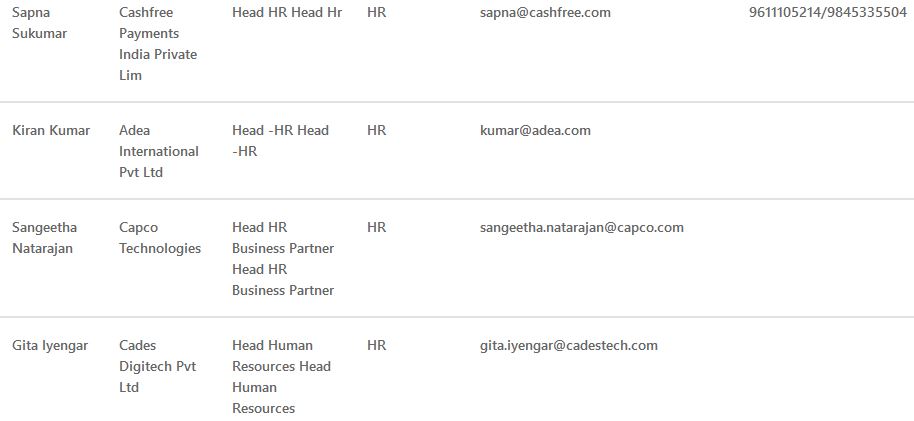 Sapna Cashfree Head HR Head Hr HR sapna@cashfree.com 9611105214/9845335504
Sukumar Payments
India Private
Lim
Kiran Kumar Adea Head -HR Head HR kumar@adea.com
International -HR
Pvt Ltd
Sangeetha Capco Head HR HR sangeetha.natarajan@capco.com
Natarajan Technologies Business Partner
Head HR
Business Partner
Gita Iyengar Cades Head Human HR gita.iyengar@cadestech.com
Digitech Pvt Resources Head
Ltd Human
Resources